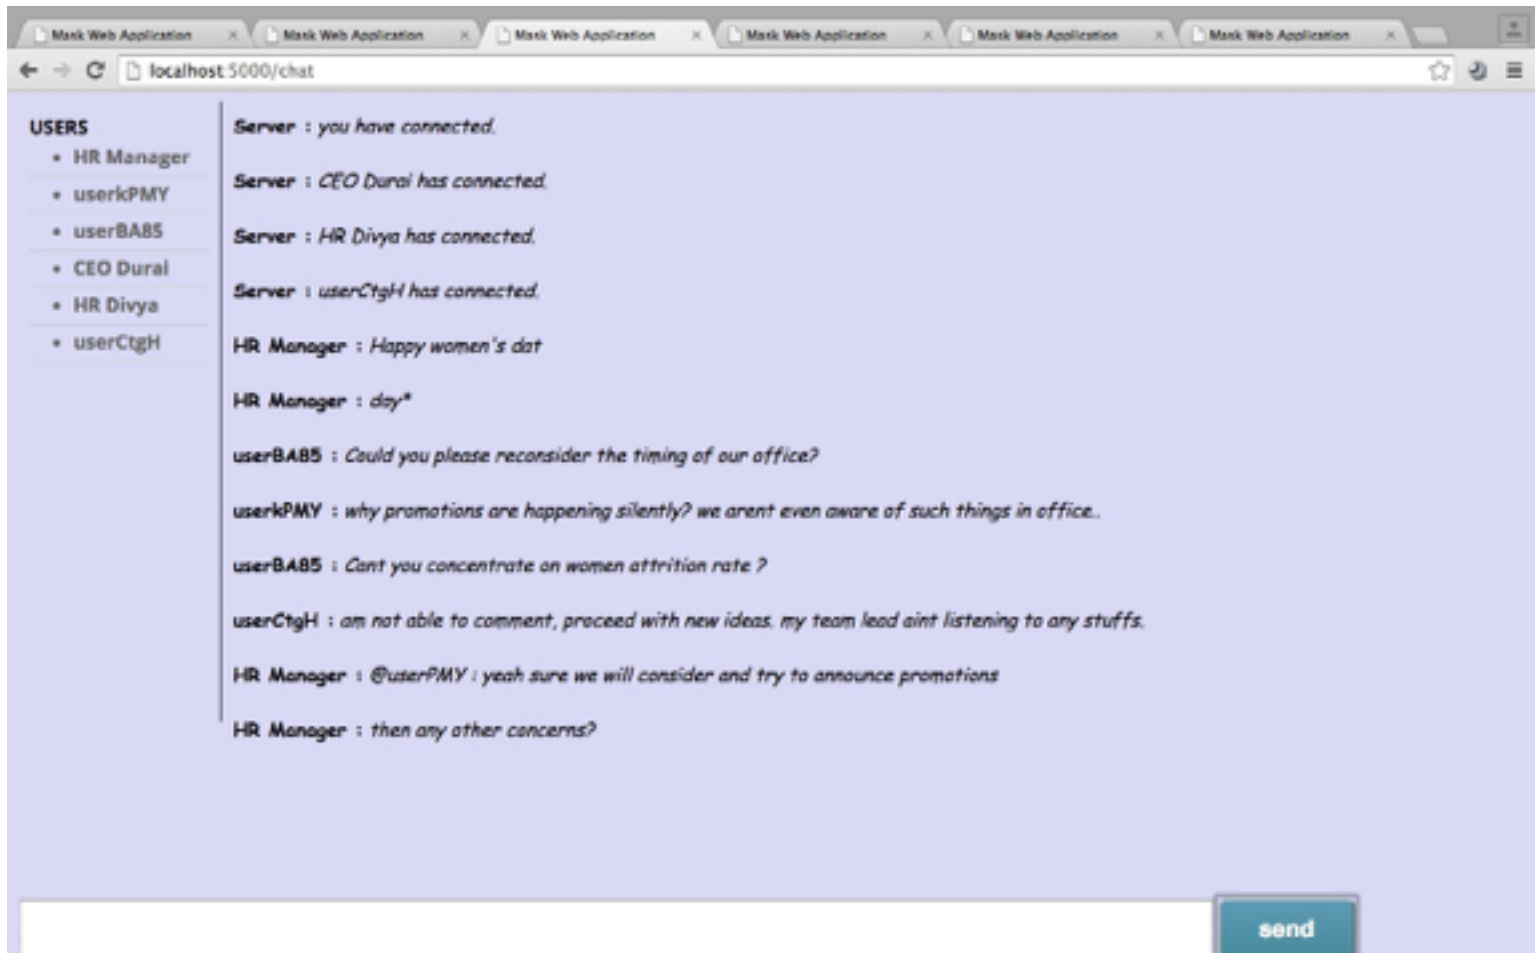 Mask Web Application
Mask Web Application
Mask Web Application
Mask Web Application
Mask Web Application
Mask Web Application
localhost:5000/chat
USERS
HR Manager
userkPMY
userBA85
CEO Durai
HR Divya
userCtgH
Server : you have connected.
Server : CEO Durai has connected.
Server : HR Divya has connected.
Server : userCtgH has connected.
HR Manager : Happy women's dat
HR Manager : day*
userBA85 : Could you please reconsider the timing of our office?
userkPMY : why promotions are happening silently? we arent even aware of such things in office..
userBA85 : Cant you concentrate on women attrition rate ?
userCtgH : am not able to comment, proceed with new ideas. my team lead aint listening to any stuffs.
HR Manager : @userPMY : yeah sure we will consider and try to announce promotions
HR Manager : then any other concerns?
send